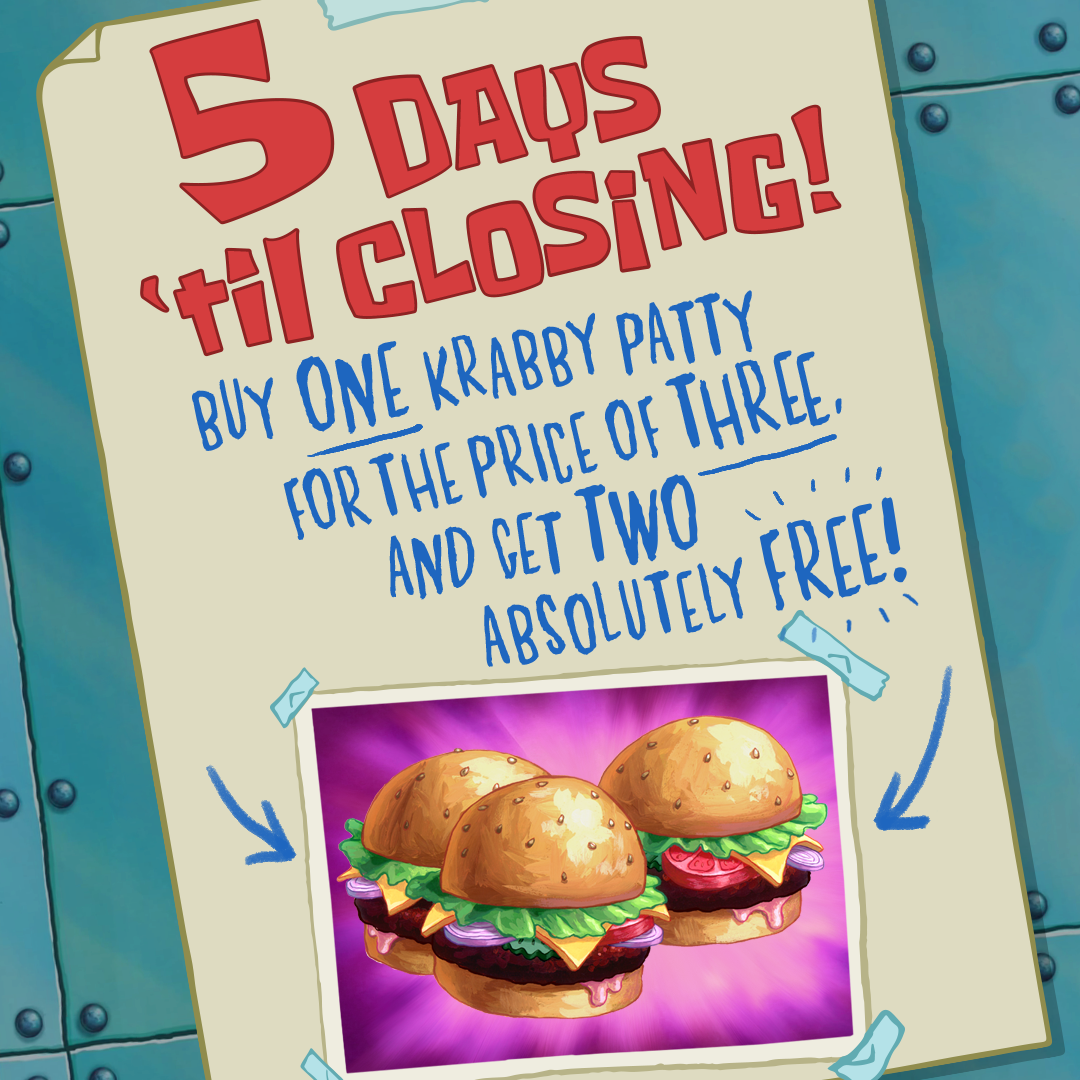 5 DAYS
'til CLOSiNG!
BUY ONE KRABBY PATTY
FOR THE PRICE OF THREE,
AND GET TWO
ABSOLUTELY FREE!